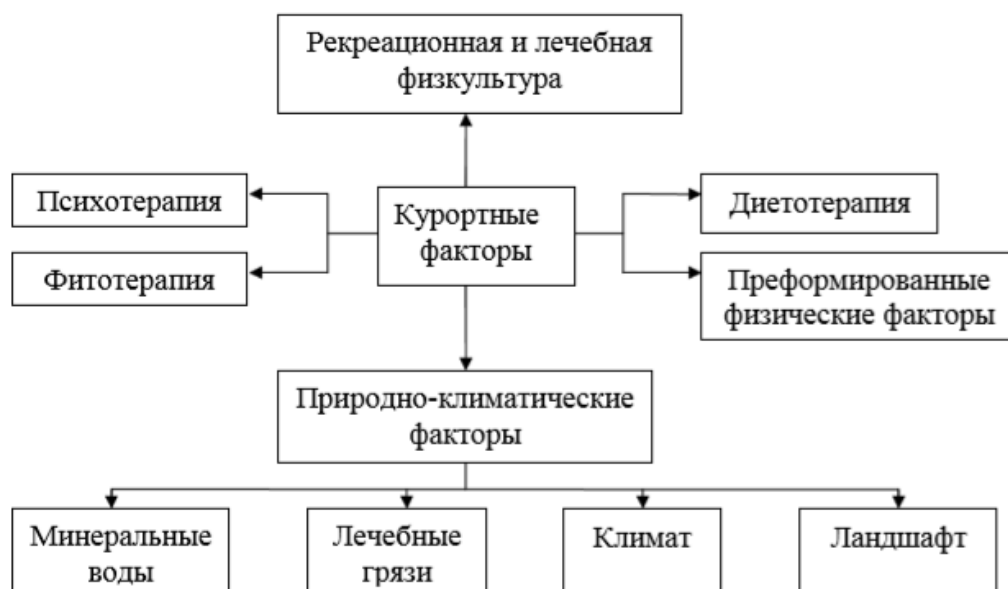 Рекреационная и лечебная
физкультура
Психотерапия
Курортные
факторы
Диетотерапия
Фитотерапия
Преформированные
физические факторы
Природно-климатические
факторы
Минеральные
воды
Лечебные
грязи
Климат
Ландшафт